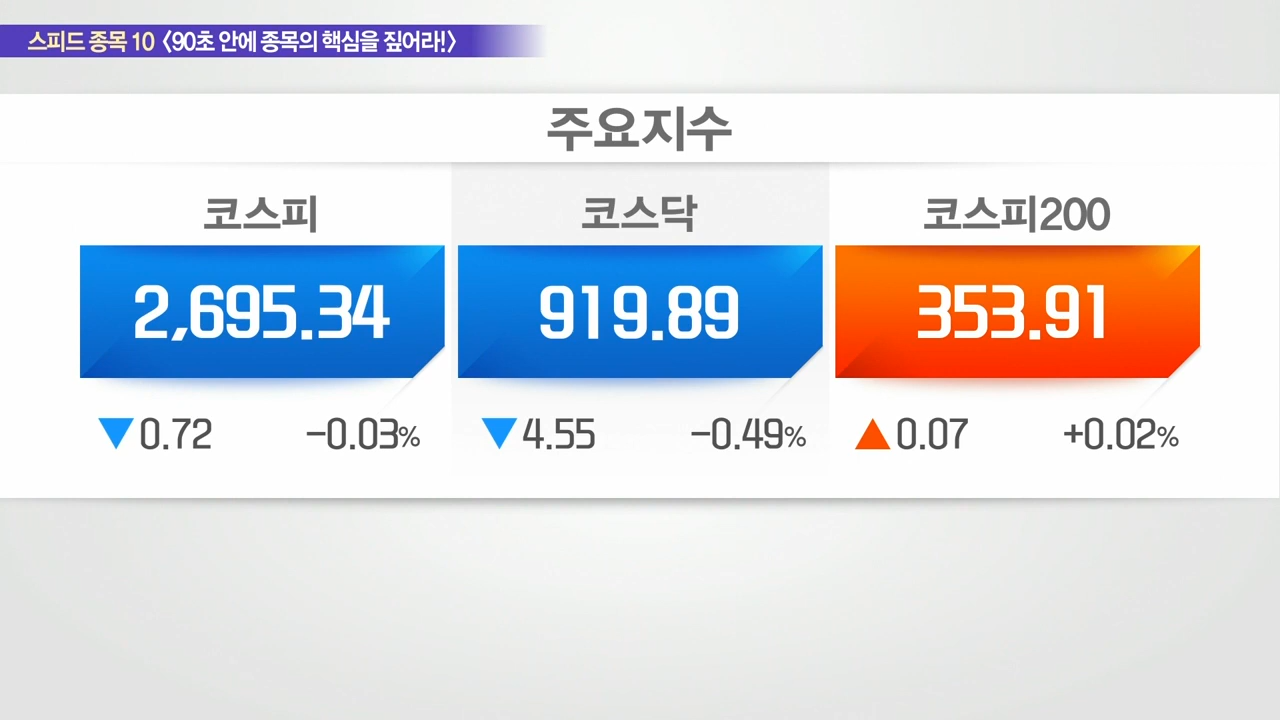 스피드 종목 10 〈90초 안에 종목의 핵심을 짚어라!〉
주요지수
코스피 코스닥 코스피200
2,695.34 919.89 353.91
▼0.72 -0.03% ▼4.55 -0.49% ▲0.07 +0.02%